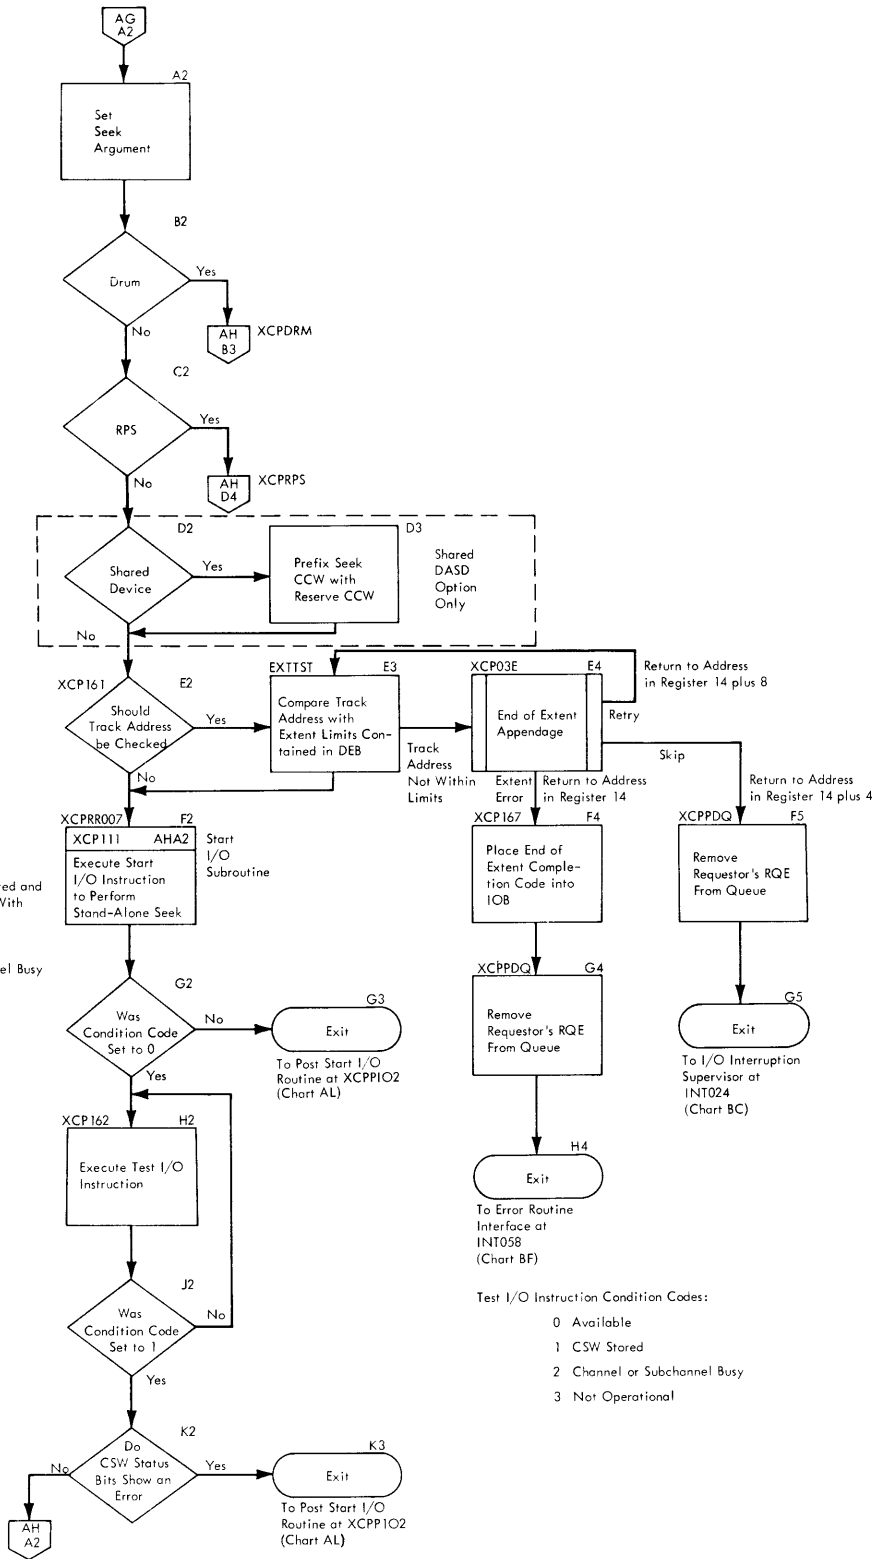 AG
A2
A2
Set
Seek
Argument
B2
Drum
Yes
No
AH
B3
XCPDRM
C2
RPS
Yes
No
AH
D4
XCPRPS
D2
Shared
Device
Yes
No
D3
Prefix Seek
CCW with
Reserve CCW
Shared
DASD
Option
Only
XCP161
E2
Should
Track Address
be Checked
Yes
No
EXTTST
E3
Compare Track
Address with
Extent Limits Con-
tained in DEB
Track
Address
Not Within
Limits
XCP03E
E4
End of Extent
Appendage
Return to Address
in Register 14 plus 8
Retry
Skip
Extent
Error
Return to Address
in Register 14
Return to Address
in Register 14 plus 4
XCPRR007
F2
XCP111 AHA2
Execute Start
I/O Instruction
to Perform
Stand-Alone Seek
Start
I/O
Subroutine
XCP167
F4
Place End of
Extent Comple-
tion Code into
IOB
XCPPDQ
F5
Remove
Requestor's RQE
From Queue
ed and
With
el Busy
G2
Was
Condition Code
Set to 0
No
Yes
G3
Exit
To Post Start I/O
Routine at XCPPIO2
(Chart AL)
XCPPDQ
G4
Remove
Requestor's RQE
From Queue
G5
Exit
To I/O Interruption
Supervisor at
INT024
(Chart BC)
XCP162
H2
Execute Test I/O
Instruction
H4
Exit
To Error Routine
Interface at
INT058
(Chart BF)
J2
Was
Condition Code
Set to 1
No
Yes
Test I/O Instruction Condition Codes:
0 Available
1 CSW Stored
2 Channel or Subchannel Busy
3 Not Operational
K2
Do
CSW Status
Bits Show an
Error
No
Yes
K3
Exit
To Post Start I/O
Routine at XCPP1O2
(Chart AL)
AH
A2